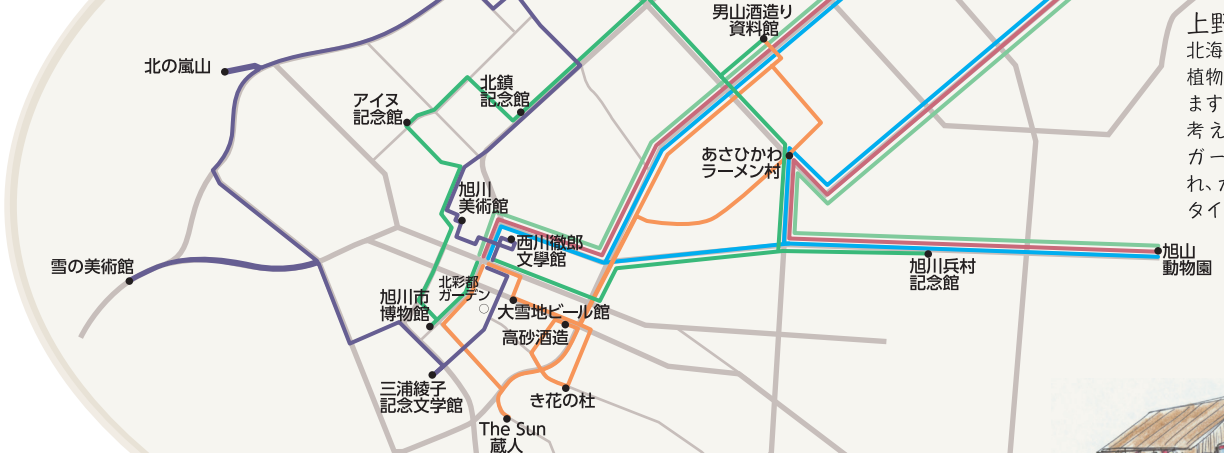 男山酒造り
資料館
北の嵐山
北鎮
記念館
アイヌ
記念館
あさひかわ
ラーメン村
旭川
美術館
西川徹郎
文學館
雪の美術館
旭山
動物園
旭川兵村
記念館
北彩都
ガーデン
旭川市
博物館
大雪地ビール館
高砂酒造
三浦綾子
記念文学館
き花の杜
The Sun
蔵人
上野
北海
植物
ます
考え
ガー
れ、か
タイ